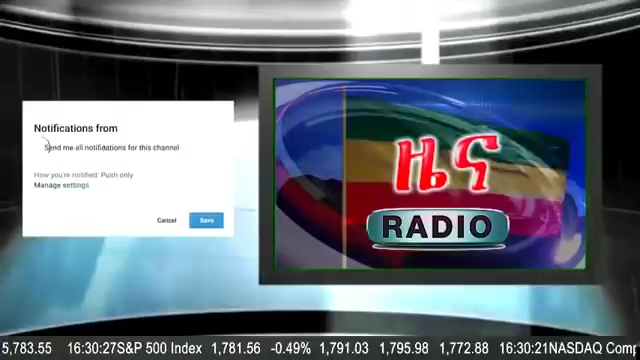 Notifications from
Send me all notifications for this channel
How you're notified: Push only
Manage settings
Cancel
Save
ዜና
RADIO
5,783.55 16:30:27S&P 500 Index 1,781.56 -0.49% 1,791.03 1,795.98 1,772.88 16:30:21NASDAQ Comp